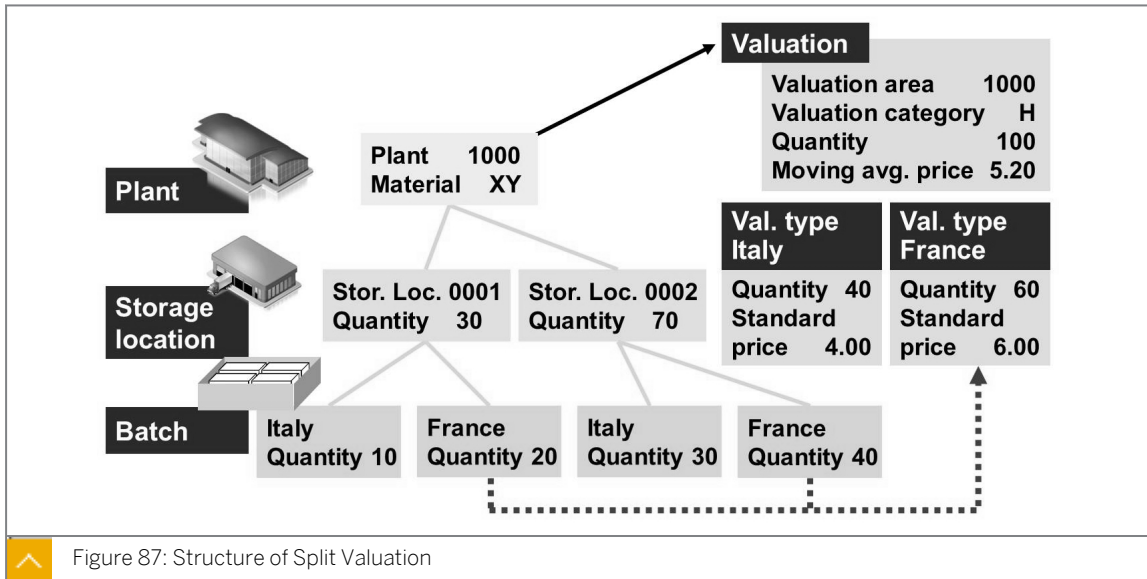 Valuation
Valuation area 1000
Valuation category H
Quantity 100
Moving avg. price 5.20
Plant
Plant 1000
Material XY
Val. type
Italy
Quantity 40
Standard
price 4.00
Val. type
France
Quantity 60
Standard
price 6.00
Storage
location
Stor. Loc. 0001
Quantity 30
Stor. Loc. 0002
Quantity 70
Batch
Italy
Quantity 10
France
Quantity 20
Italy
Quantity 30
France
Quantity 40
Figure 87: Structure of Split Valuation